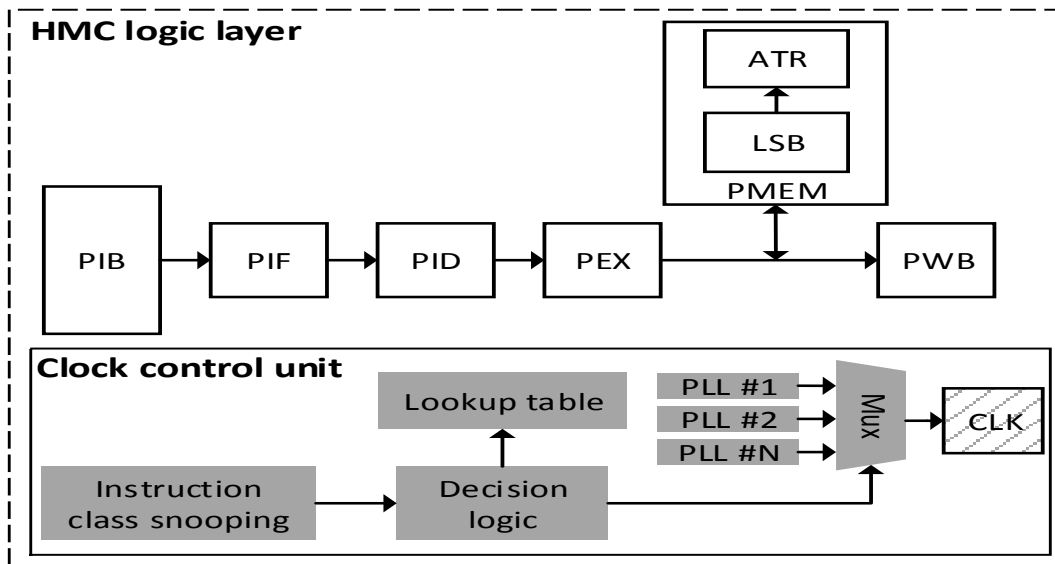 HMC logic layer
ATR
LSB
PMEM
PIB
PIF
PID
PEX
PWB
Clock control unit
Lookup table
PLL #1
PLL #2
PLL #N
Mux
CLK
Instruction
class snooping
Decision
logic